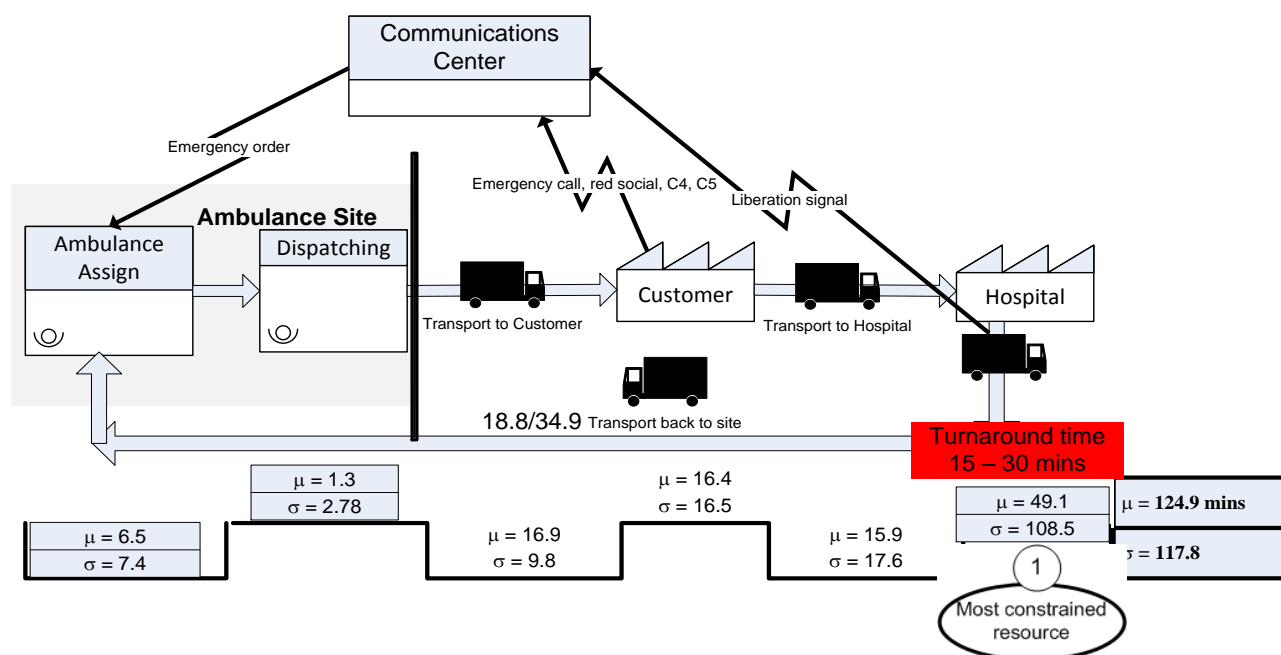 Communications
Center
Emergency order
Emergency call, red social, C4, C5
Liberation signal
Ambulance Site
Ambulance
Assign
Dispatching
Customer
Hospital
Transport to Customer
Transport to Hospital
18.8/34.9 Transport back to site
Turnaround time
15 – 30 mins
μ = 6.5
σ = 7.4
μ = 1.3
σ = 2.78
μ = 16.9
σ = 9.8
μ = 16.4
σ = 16.5
μ = 15.9
σ = 17.6
μ = 49.1
σ = 108.5
μ = 124.9 mins
σ = 117.8
1
Most constrained
resource